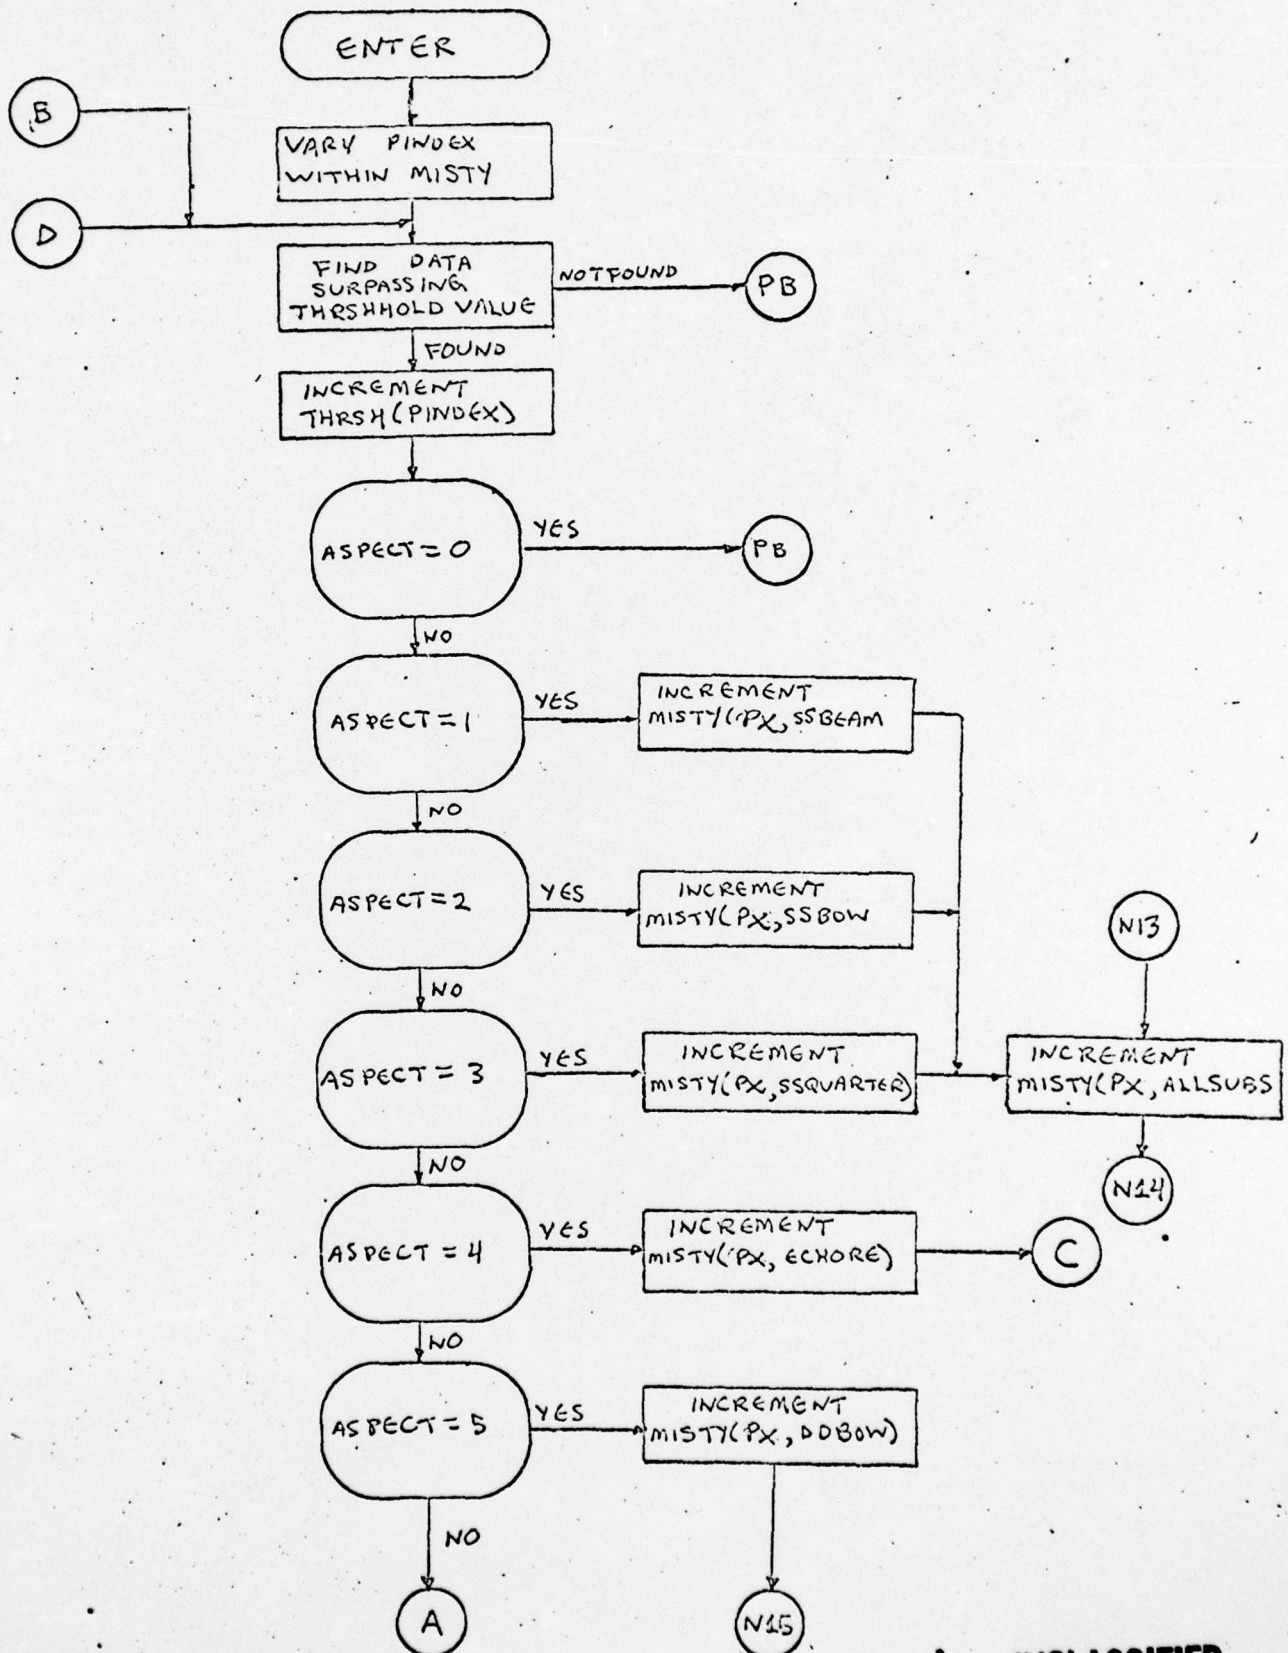 ENTER
B
VARY PINDEX
WITHIN MISTY
D
FIND DATA
SURPASSING
THRSHHOLD VALUE
NOTFOUND
PB
FOUND
INCREMENT
THRSH(PINDEX)
ASPECT = 0
YES
PB
NO
ASPECT = 1
YES
INCREMENT
MISTY(PX, SSBEAM
NO
ASPECT = 2
YES
INCREMENT
MISTY(PX, SSBOW
N13
NO
ASPECT = 3
YES
INCREMENT
MISTY(PX, SSQUARTER)
INCREMENT
MISTY(PX, ALLSUBS
NO
N14
ASPECT = 4
YES
INCREMENT
MISTY(PX, ECHORE)
C
NO
ASPECT = 5
YES
INCREMENT
MISTY(PX, DDBOW)
NO
A
N15